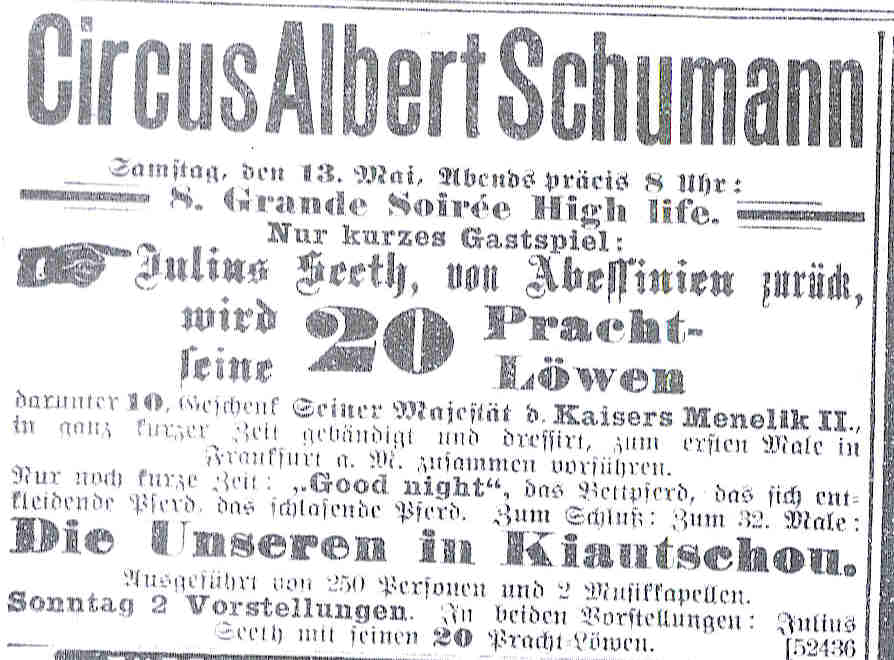 Circus Albert Schumann
Samstag, den 13. Mai, Abends präcis 8 Uhr:
8. Grande Soirée High life.
Nur kurzes Gastspiel:
Julius Seeth, von Abessinien zurück,
wird seine 20 Pracht-Löwen
darunter 10, Geschenk Seiner Majestät d. Kaisers Menelik II.,
in ganz kurzer Zeit gebändigt und dressirt, zum ersten Male in
Frankfurt a. M. zusammen vorführen.
Nur noch kurze Zeit: „Good night“, das Bettpferd, das sich ent-
kleidende Pferd, das schlafende Pferd. Zum Schluß: Zum 32. Male:
Die Unseren in Kiautschou.
Ausgeführt von 250 Personen und 2 Musikkapellen.
Sonntag 2 Vorstellungen. In beiden Vorstellungen: Julius
Seeth mit seinen 20 Pracht-Löwen. [52436